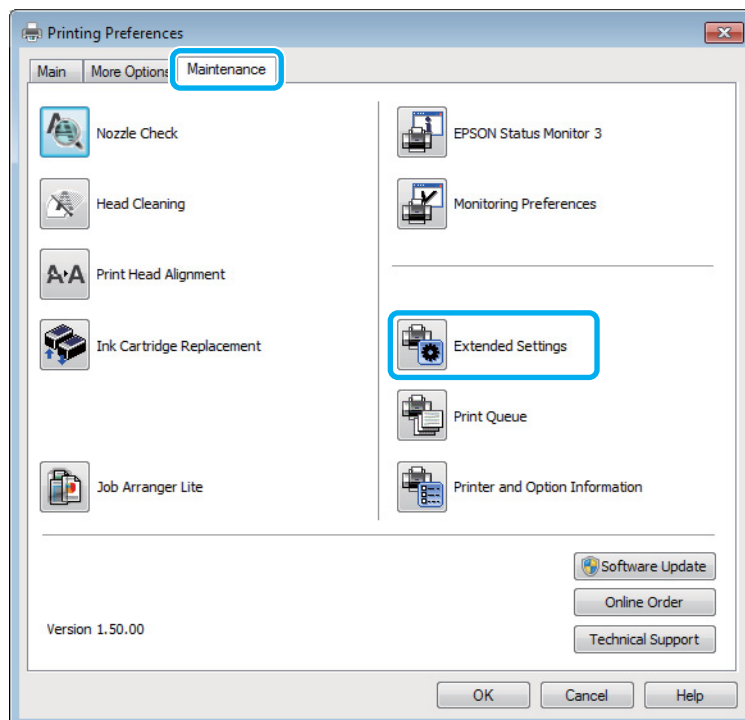 Printing Preferences
Main
More Options
Maintenance
Nozzle Check
EPSON Status Monitor 3
Head Cleaning
Monitoring Preferences
A▸A Print Head Alignment
Ink Cartridge Replacement
Extended Settings
Print Queue
Job Arranger Lite
Printer and Option Information
Software Update
Online Order
Version 1.50.00
Technical Support
OK
Cancel
Help